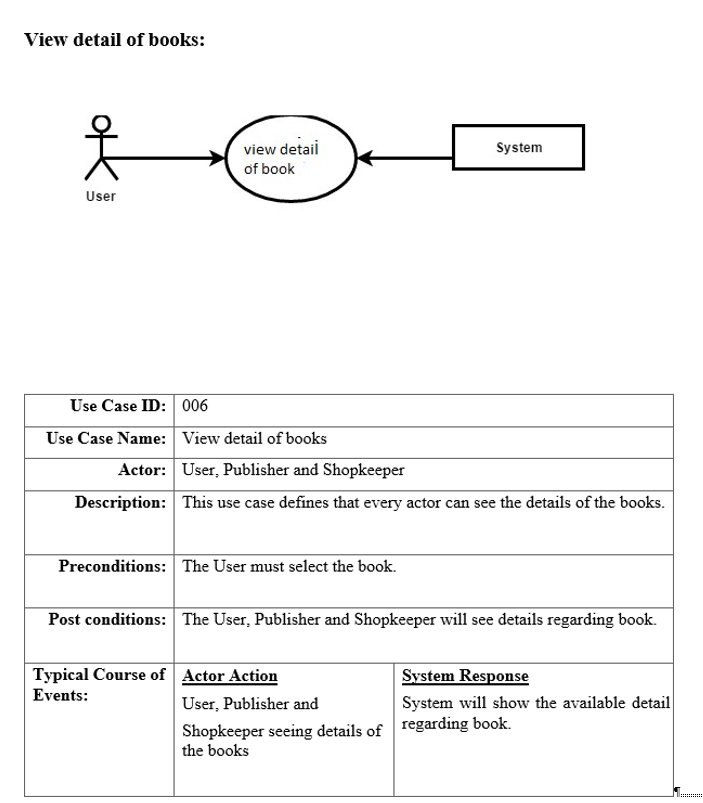 View detail of books:
view detail
of book
System
User
Use Case ID: 006
Use Case Name: View detail of books
Actor: User, Publisher and Shopkeeper
Description: This use case defines that every actor can see the details of the books.
Preconditions: The User must select the book.
Post conditions: The User, Publisher and Shopkeeper will see details regarding book.
Typical Course of
Events:
Actor Action
User, Publisher and
Shopkeeper seeing details of
the books
System Response
System will show the available detail
regarding book.
¶